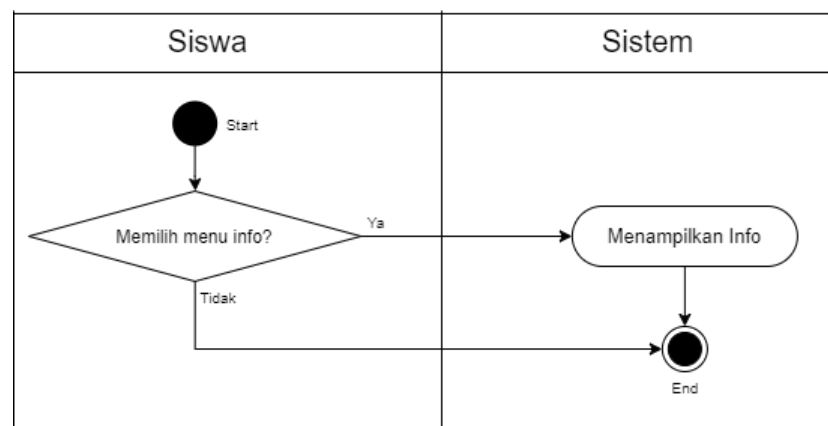 Siswa
Sistem
Start
Memilih menu info?
Ya
Menampilkan Info
Tidak
End